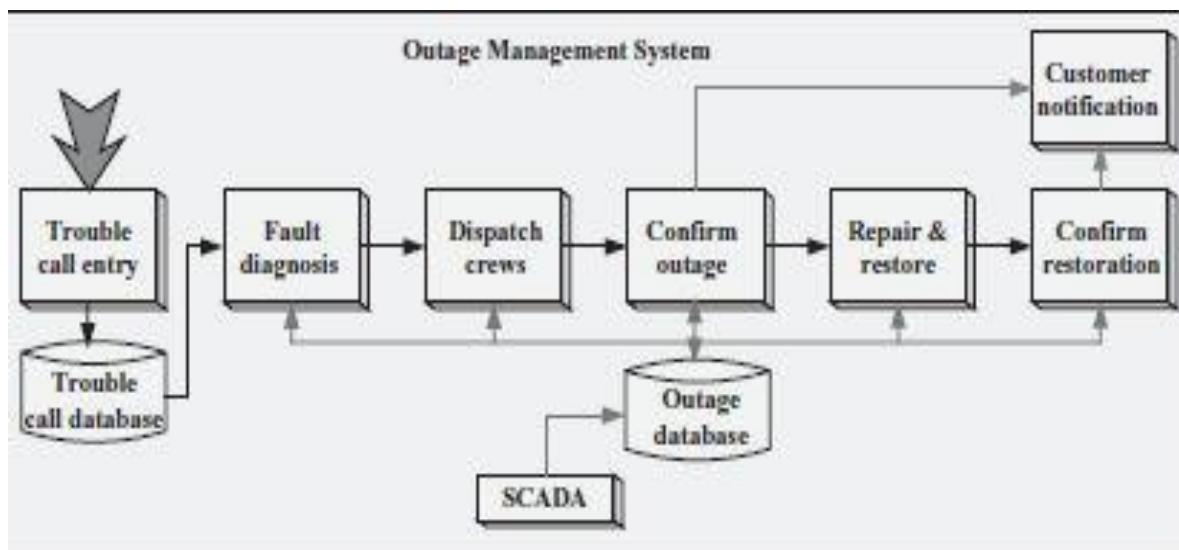 Outage Management System
Customer
notification
Trouble
call entry
Fault
diagnosis
Dispatch
crews
Confirm
outage
Repair &
restore
Confirm
restoration
Trouble
call database
Outage
database
SCADA